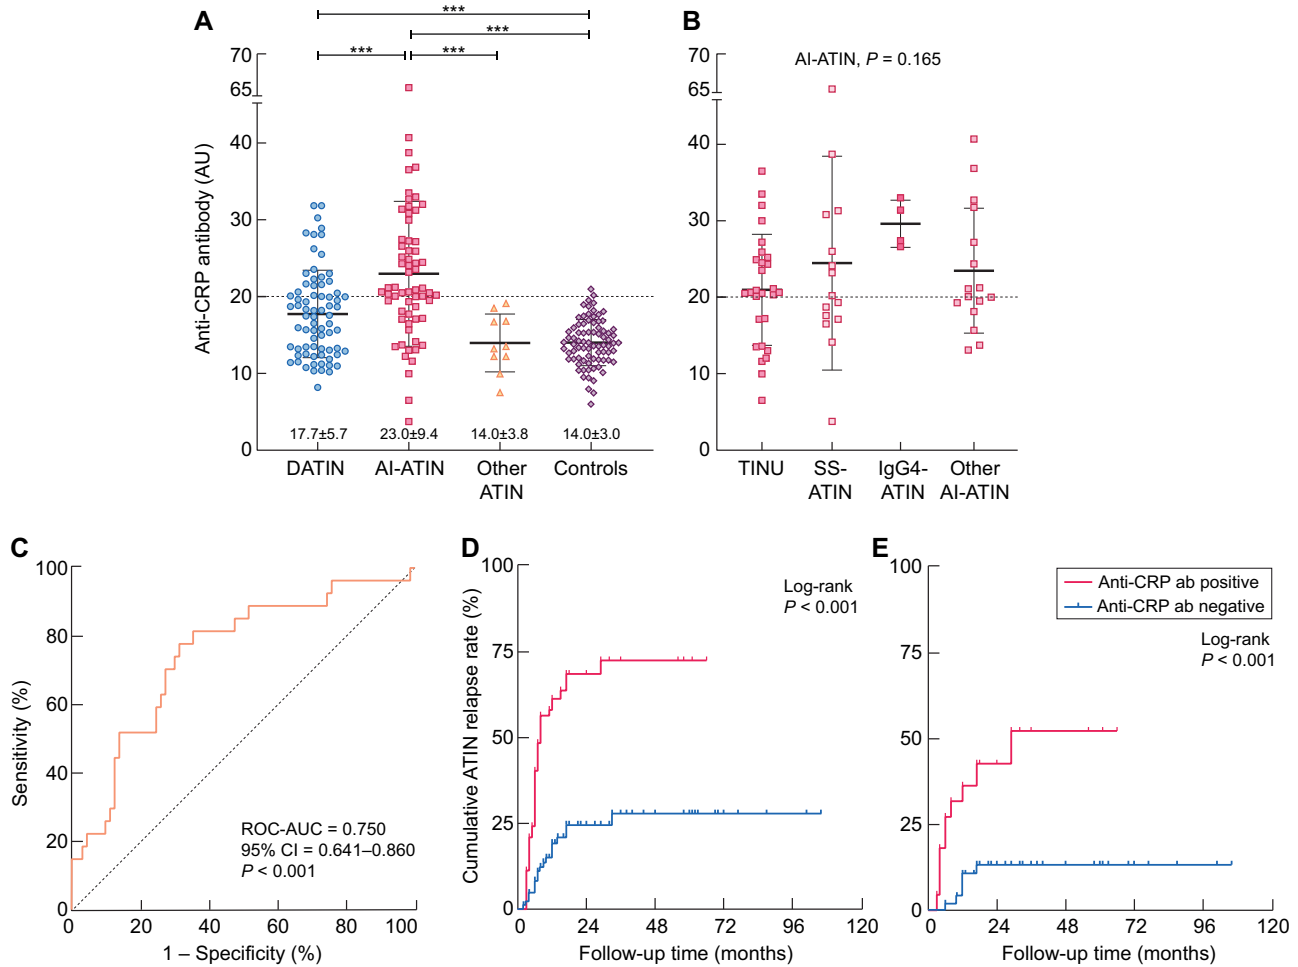 A
***
***
***
***
70
65
40
30
20
10
0
Anti-CRP antibody (AU)
17.7±5.7
23.0±9.4
14.0±3.8
14.0±3.0
DATIN
AI-ATIN
Other
ATIN
Controls
B
AI-ATIN, P = 0.165
70
65
40
30
20
10
0
TINU
SS-
ATIN
IgG4-
ATIN
Other
AI-ATIN
C
100
80
60
40
20
0
Sensitivity (%)
ROC-AUC = 0.750
95% CI = 0.641–0.860
P < 0.001
0
20
40
60
80
100
1 – Specificity (%)
D
100
75
50
25
0
Cumulative ATIN relapse rate (%)
Log-rank
P < 0.001
0
24
48
72
96
120
Follow-up time (months)
E
100
75
50
25
0
Anti-CRP ab positive
Anti-CRP ab negative
Log-rank
P < 0.001
0
24
48
72
96
120
Follow-up time (months)